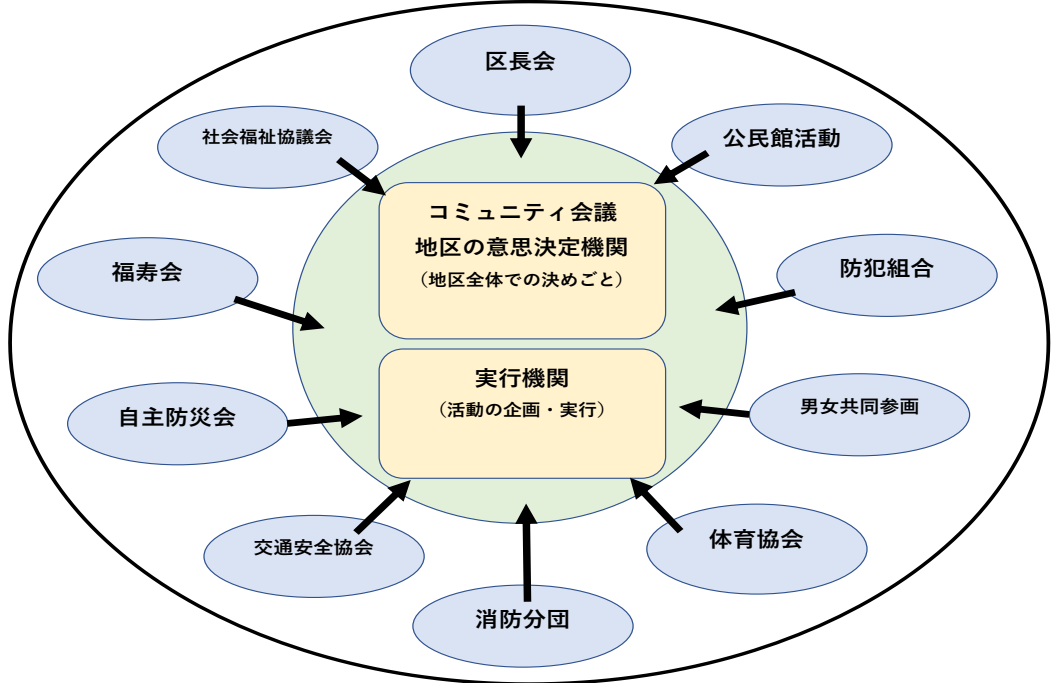 区長会
社会福祉協議会
公民館活動
コミュニティ会議
地区の意思決定機関
（地区全体での決めごと）
福寿会
防犯組合
実行機関
（活動の企画・実行）
自主防災会
男女共同参画
交通安全協会
体育協会
消防分団